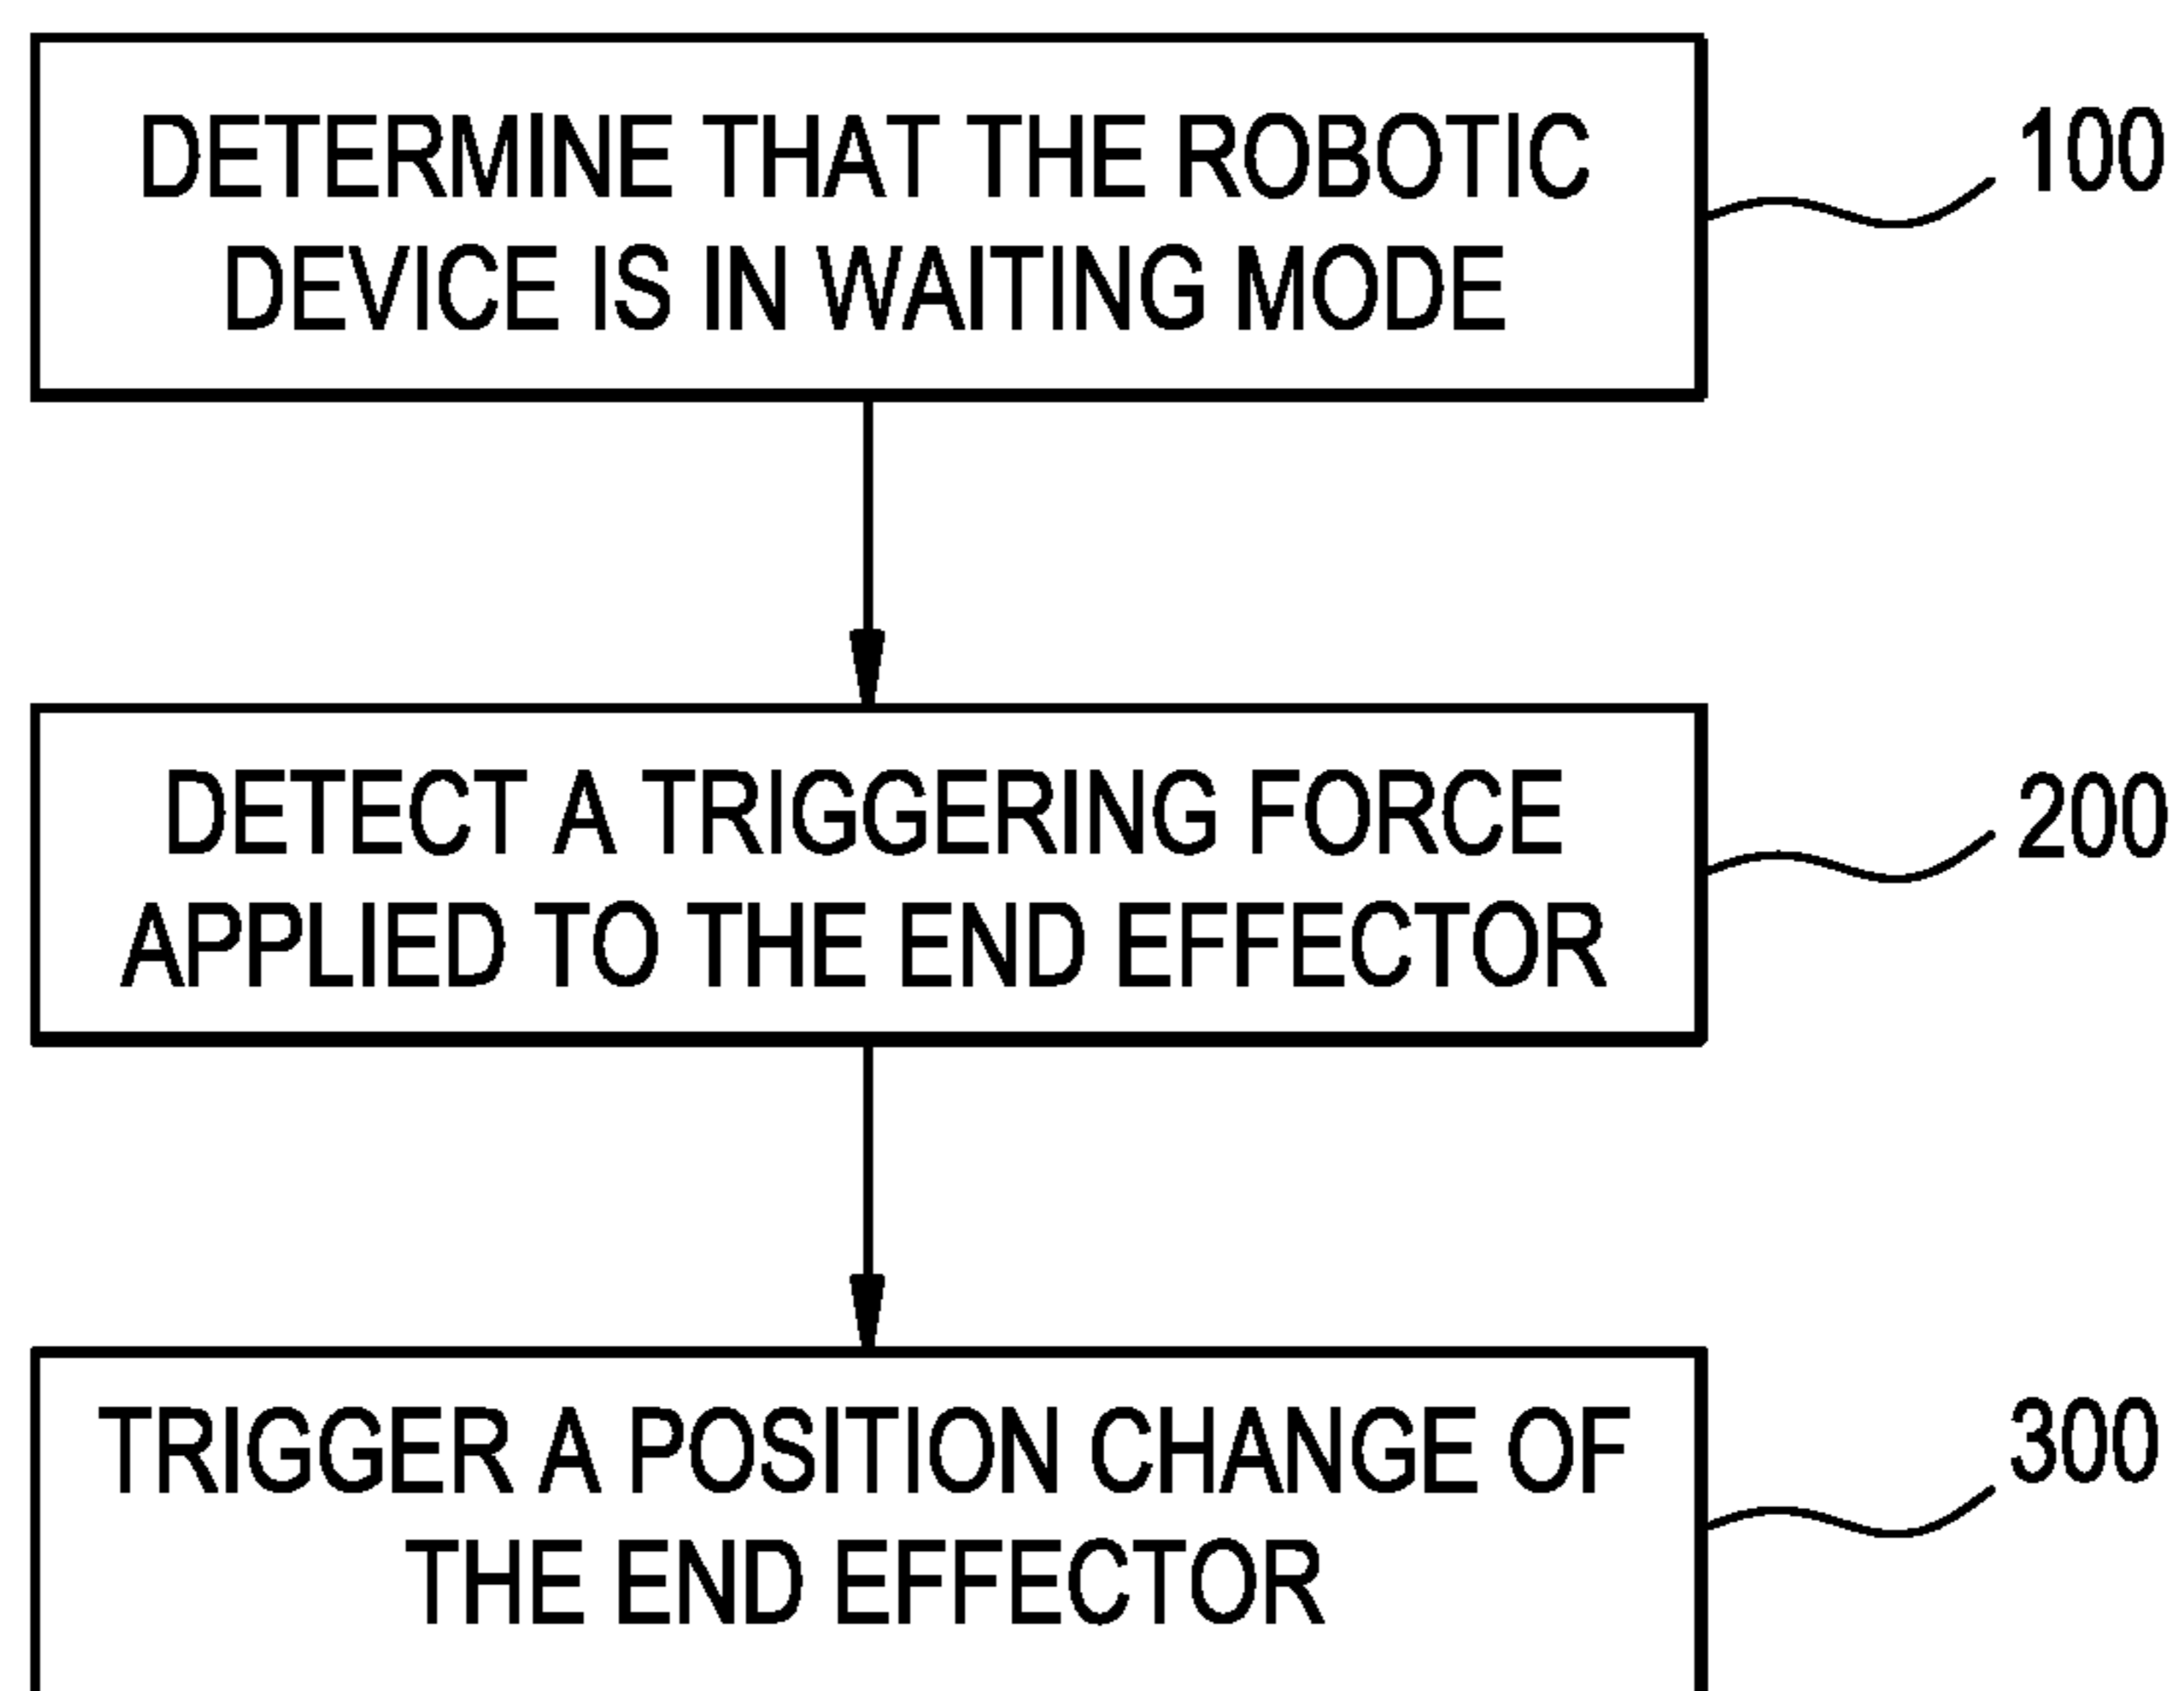 DETERMINE THAT THE ROBOTIC
DEVICE IS IN WAITING MODE
100
DETECT A TRIGGERING FORCE
APPLIED TO THE END EFFECTOR
200
TRIGGER A POSITION CHANGE OF
THE END EFFECTOR
300